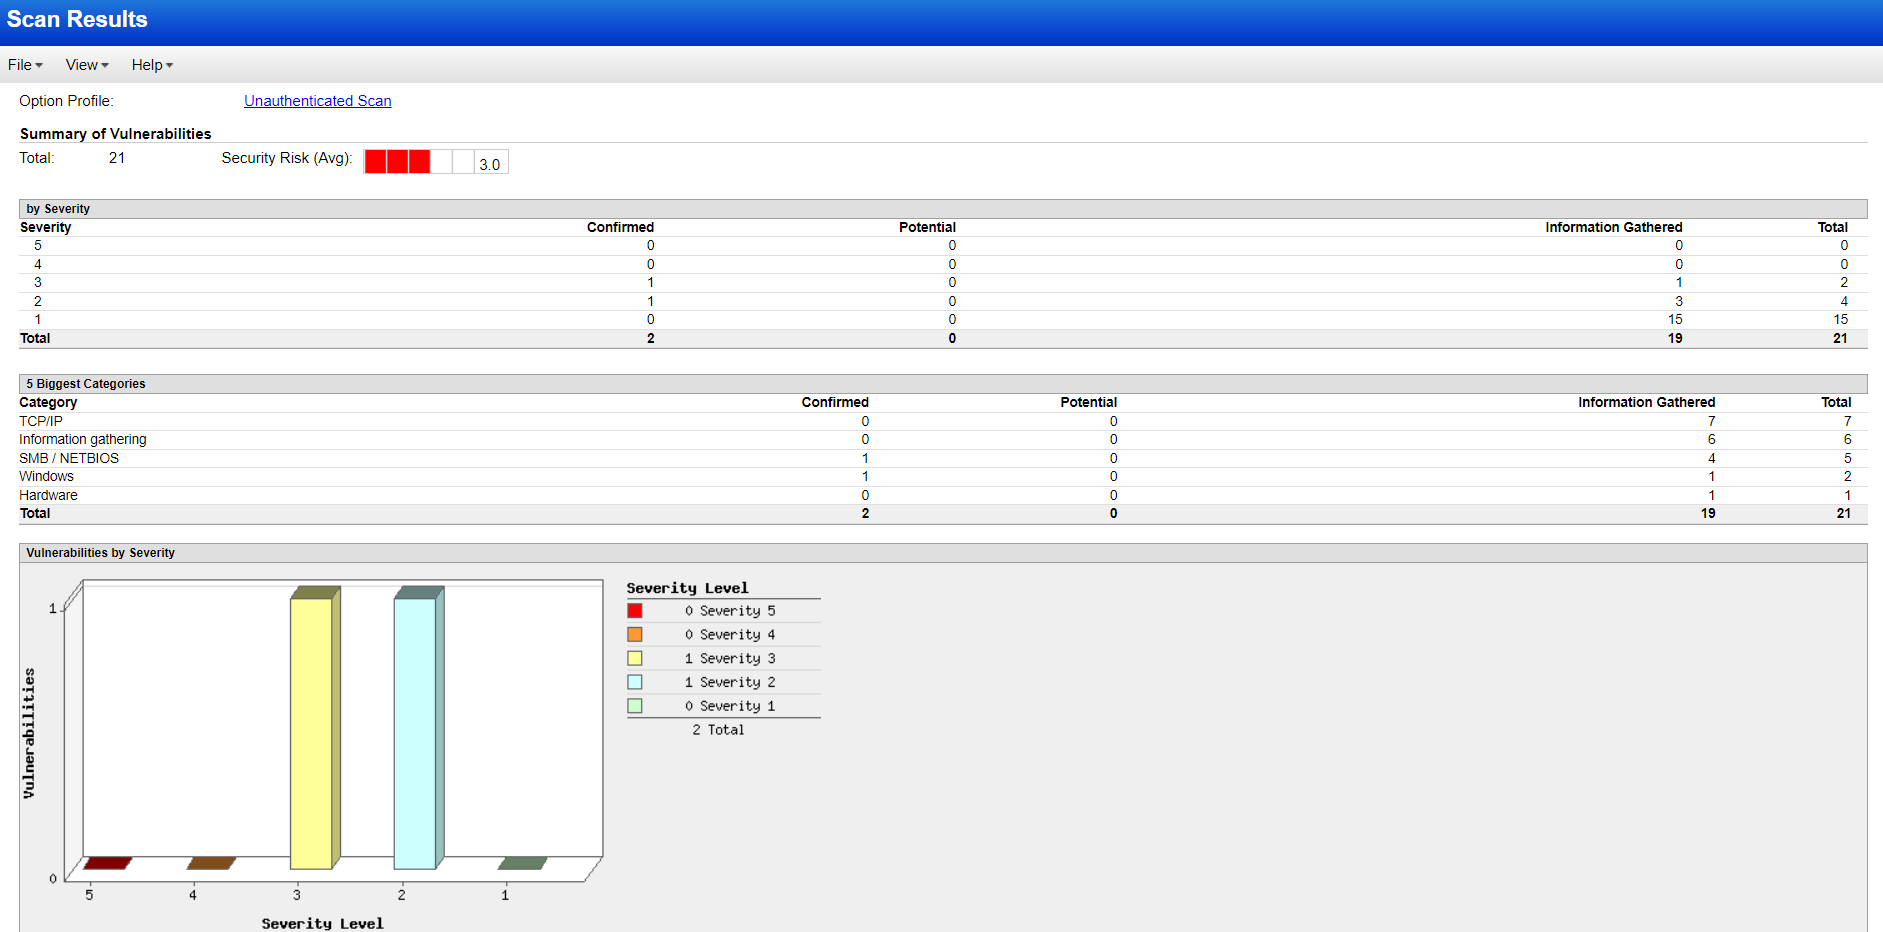 Scan Results
File View Help
Option Profile: Unauthenticated Scan
Summary of Vulnerabilities
Total: 21 Security Risk (Avg): 3.0
by Severity
Severity Confirmed Potential Information Gathered Total
5 0 0 0 0
4 0 0 0 0
3 1 0 1 2
2 1 0 3 4
1 0 0 15 15
Total 2 0 19 21
5 Biggest Categories
Category Confirmed Potential Information Gathered Total
TCP/IP 0 0 7 7
Information gathering 0 0 6 6
SMB / NETBIOS 1 0 4 5
Windows 1 0 1 2
Hardware 0 0 1 1
Total 2 0 19 21
Vulnerabilities by Severity
Vulnerabilities
1
0
5 4 3 2 1
Severity Level
Severity Level
0 Severity 5
0 Severity 4
1 Severity 3
1 Severity 2
0 Severity 1
2 Total